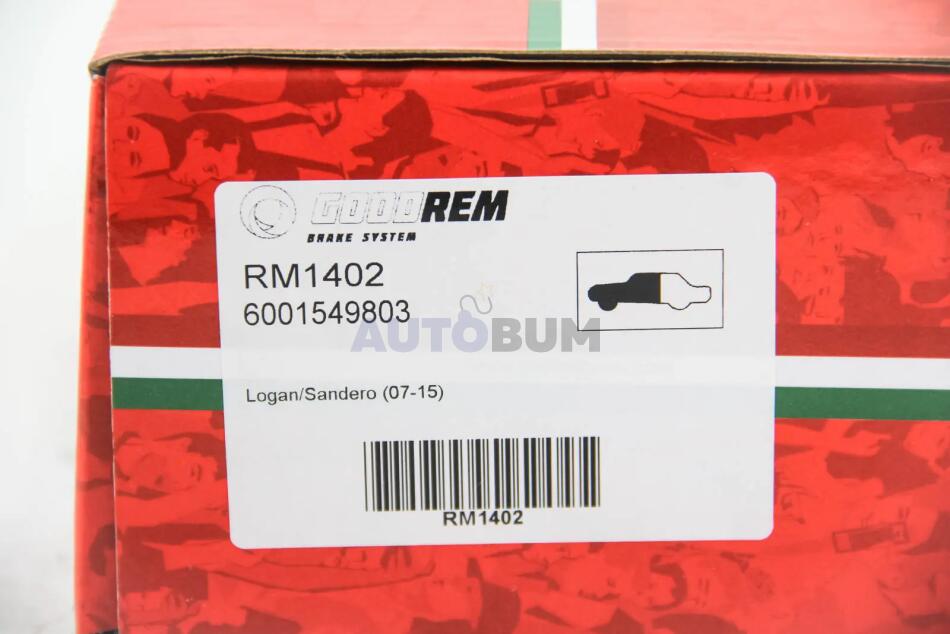 GOODREM
BRAKE SYSTEM
RM1402
6001549803
AUTOBUM
Logan/Sandero (07-15)
RM1402